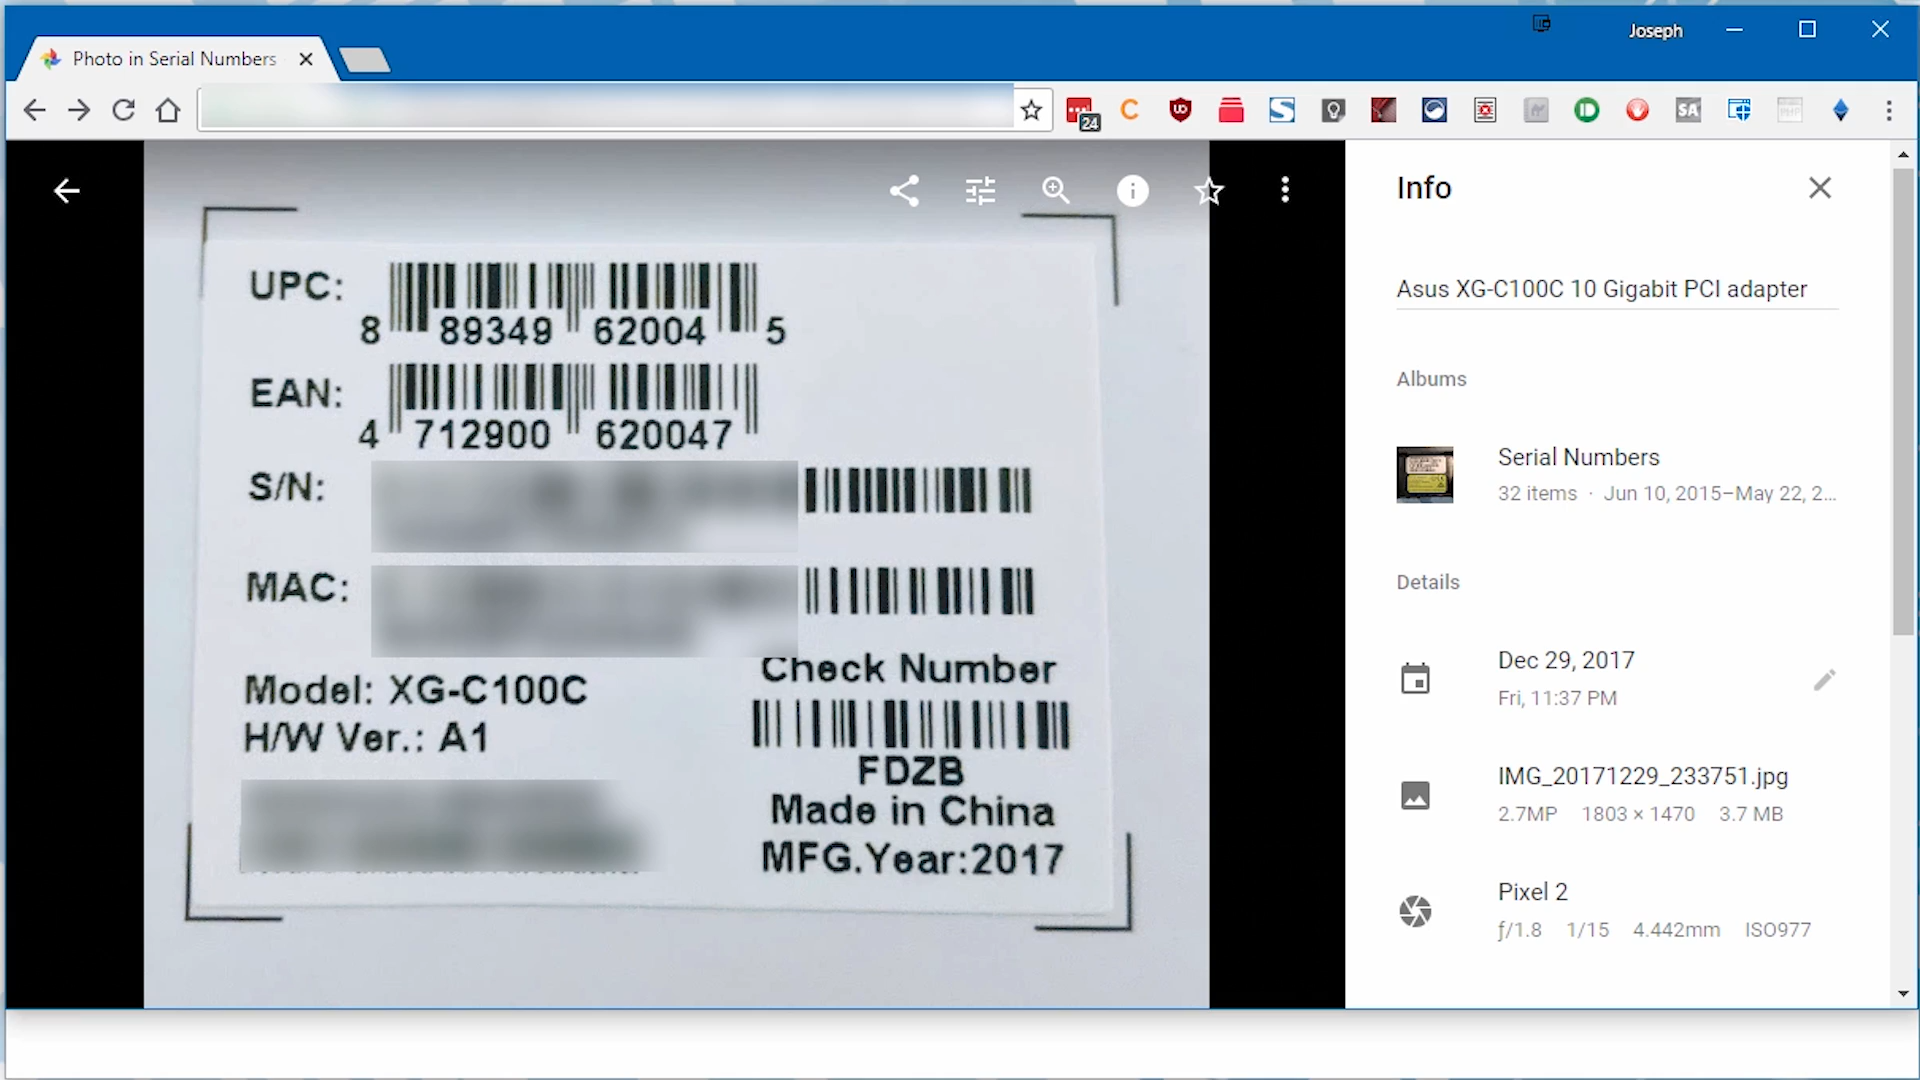 Joseph
Photo in Serial Numbers
24
SA
PHP
UPC:
8 89349 62004 5
EAN:
4 712900 620047
S/N:
MAC:
Check Number
Model: XG-C100C
H/W Ver.: A1
FDZB
Made in China
MFG.Year:2017
Info
Asus XG-C100C 10 Gigabit PCI adapter
Albums
Serial Numbers
32 items · Jun 10, 2015–May 22, 2...
Details
Dec 29, 2017
Fri, 11:37 PM
IMG_20171229_233751.jpg
2.7MP 1803 × 1470 3.7 MB
Pixel 2
ƒ/1.8 1/15 4.442mm ISO977